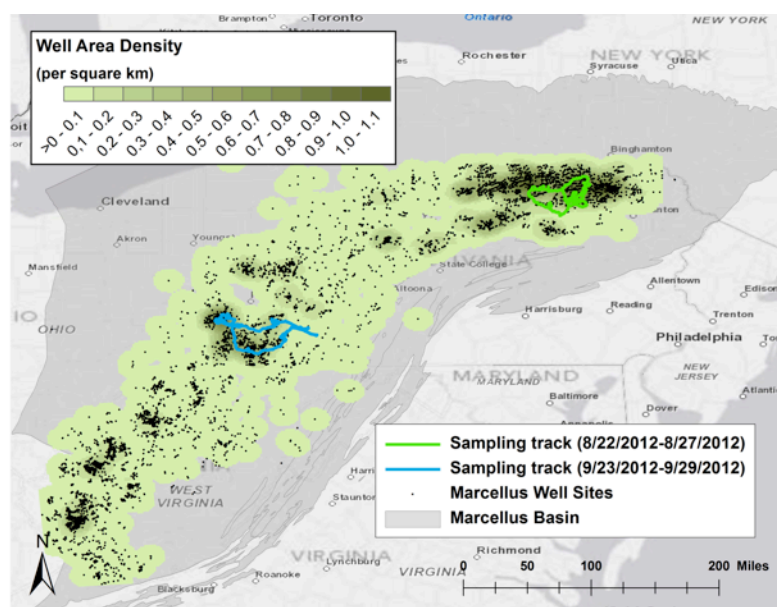 Brampton
Toronto
Ontario
NEW YORK
Kitchener
Rochester
NEW YORK
Syracuse
Utica
Well Area Density
(per square km)
>0 - 0.1
0.1 - 0.2
0.2 - 0.3
0.3 - 0.4
0.4 - 0.5
0.5 - 0.6
0.6 - 0.7
0.7 - 0.8
0.8 - 0.9
0.9 - 1.0
1.0 - 1.1
Binghamton
Cleveland
Akron
Mansfield
State College
LVANIA
Altoona
Allentown
Edison
Harrisburg
Reading
Trenton
OHIO
IO
Philadelphia
MARYLAND
MARYLAND
NEW
JERSEY
Baltimore
Dover
Atlantic
Sampling track (8/22/2012-8/27/2012)
Sampling track (9/23/2012-9/29/2012)
Marcellus Well Sites
Marcellus Basin
WEST
VIRGINIA
Staunton
N
VIRGINIA
VIRGINIA
Lynchburg
Richmond
Roanoke
Blacksburg
0 50 100 200 Miles